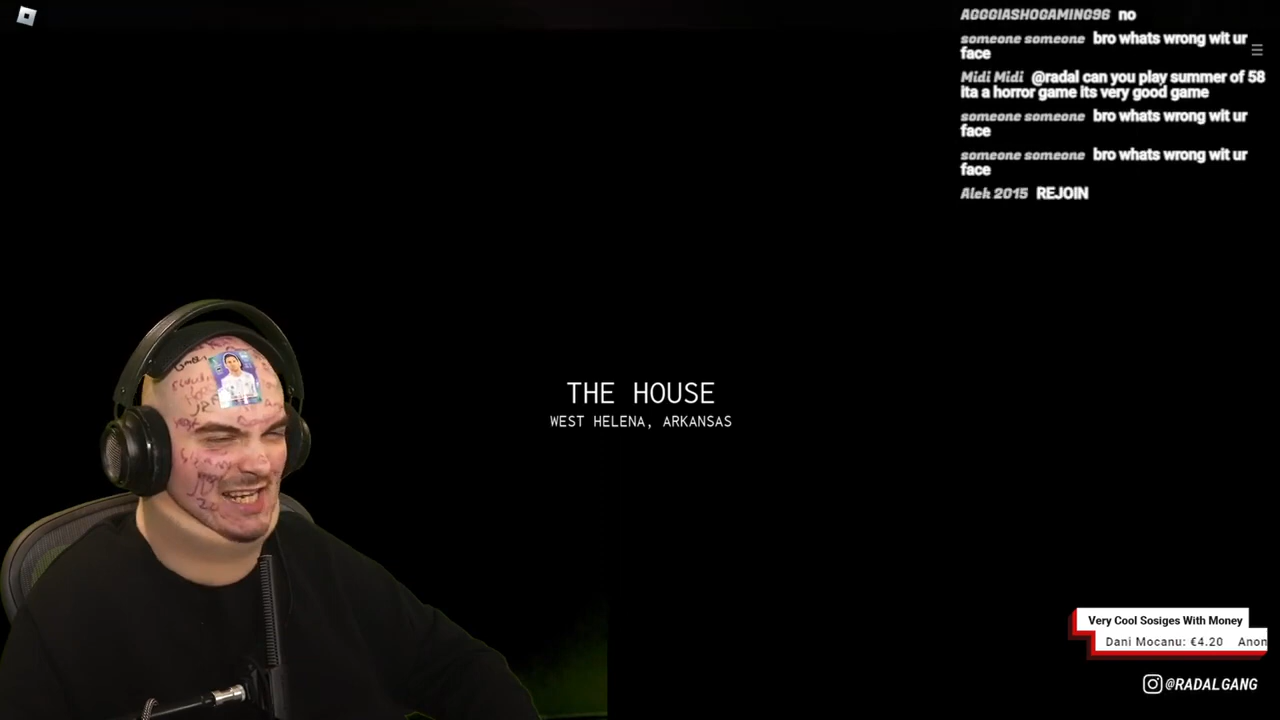 AGGGIASHOGAMING96 no
someone someone bro whats wrong wit ur
face
Midi Midi @radal can you play summer of 58
ita a horror game its very good game
someone someone bro whats wrong wit ur
face
someone someone bro whats wrong wit ur
face
Alek 2015 REJOIN
THE HOUSE
WEST HELENA, ARKANSAS
Very Cool Sosiges With Money
Dani Mocanu: €4.20 Anon
@RADALGANG